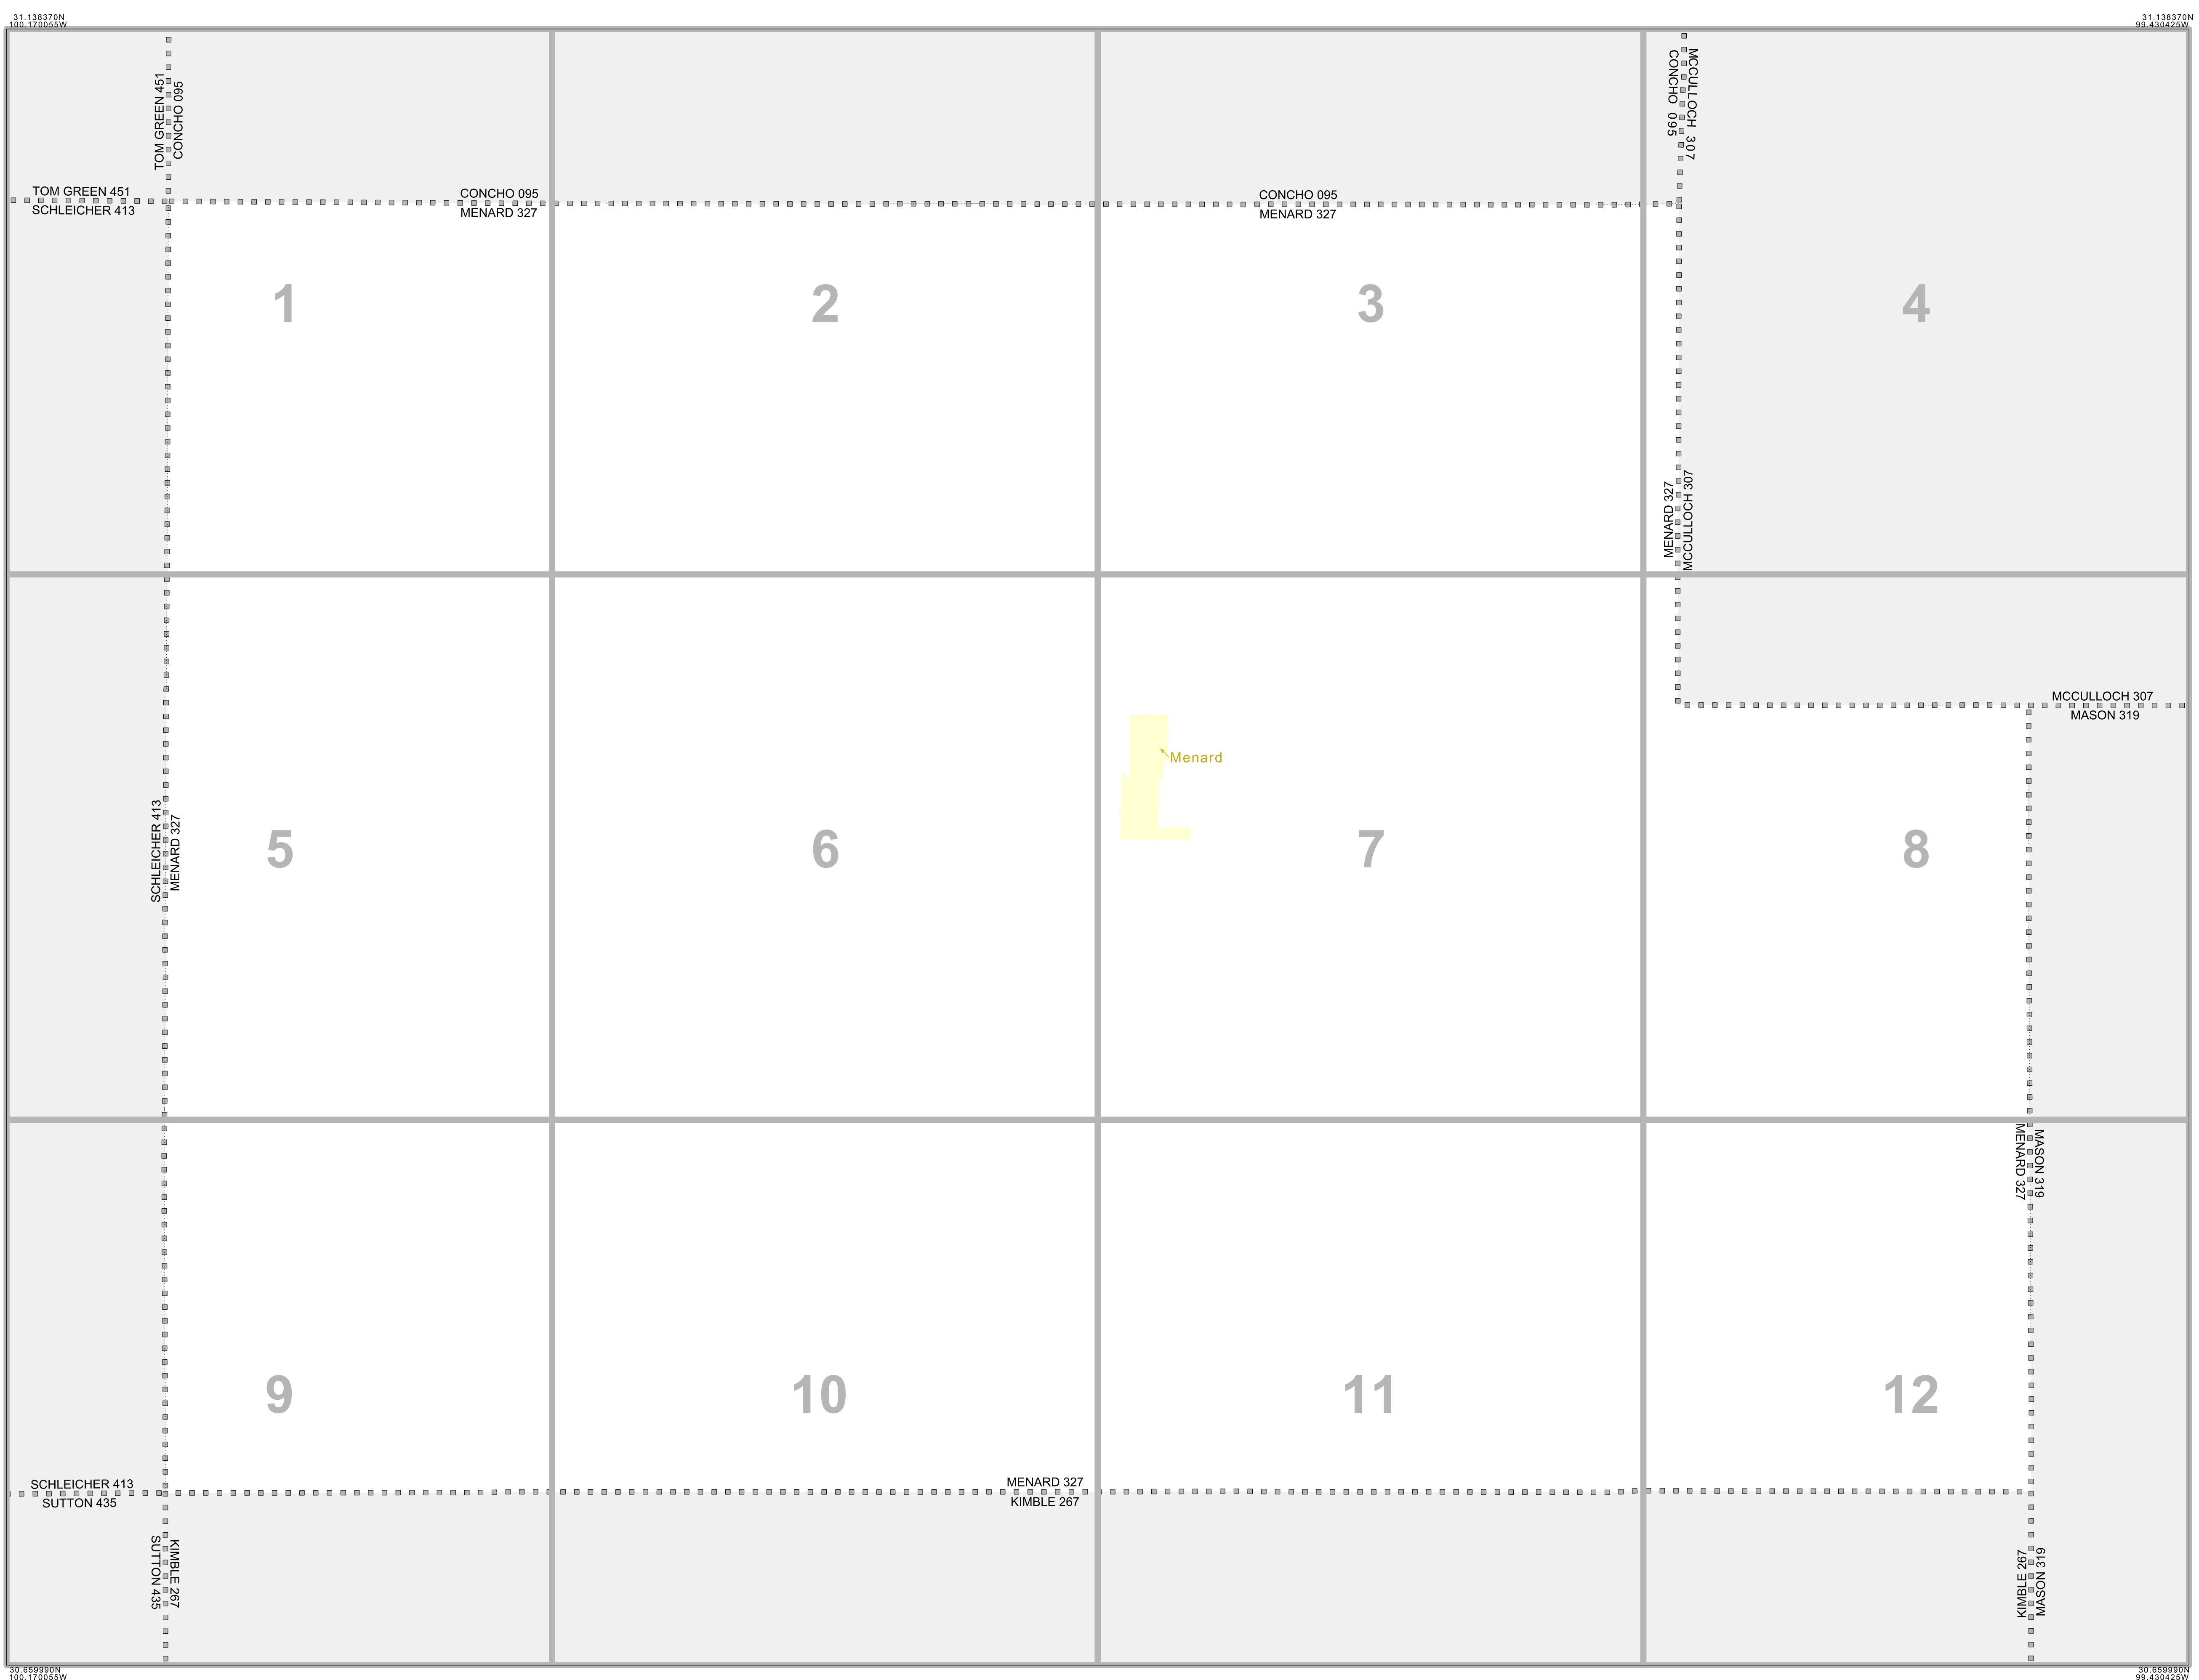 31.138370N
100.170055W
31.138370N
99.430425W
TOM GREEN 451
CONCHO 095
CONCHO 095
MCCULLOCH 307
TOM GREEN 451
SCHLEICHER 413
CONCHO 095
MENARD 327
CONCHO 095
MENARD 327
1
2
3
4
MENARD 327
MCCULLOCH 307
MCCULLOCH 307
MASON 319
Menard
SCHLEICHER 413
MENARD 327
5
6
7
8
MASON 319
MENARD 327
9
10
11
12
SCHLEICHER 413
SUTTON 435
MENARD 327
KIMBLE 267
KIMBLE 267
SUTTON 435
KIMBLE 267
MASON 319
30.659990N
100.170055W
30.659990N
99.430425W